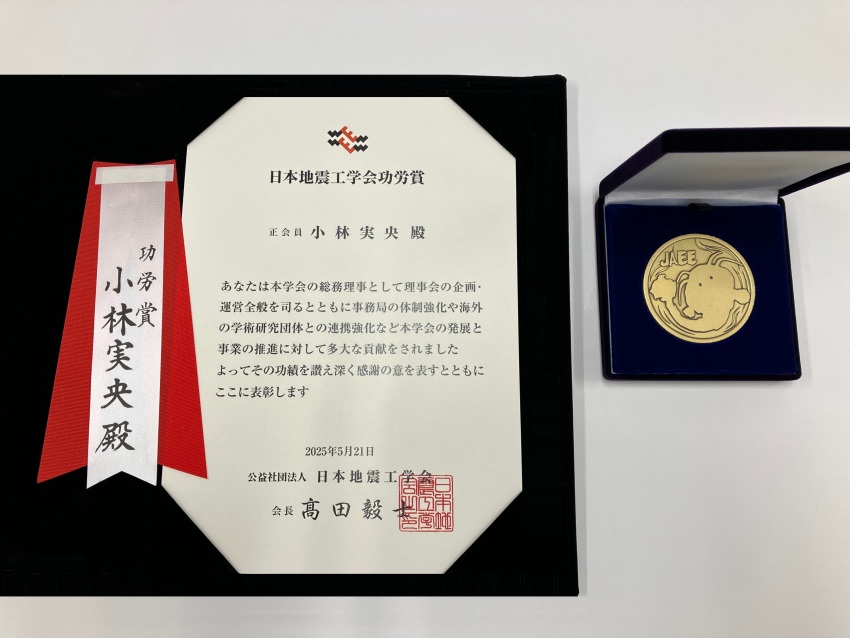 功労賞
小林実央殿
日本地震工学会功労賞
正会員 小林実央殿
あなたは本学会の総務理事として理事会の企画・
運営全般を司るとともに事務局の体制強化や海外
の学術研究団体との連携強化など本学会の発展と
事業の推進に対して多大な貢献をされました
よってその功績を讃え深く感謝の意を表すとともに
ここに表彰します
2025年5月21日
公益社団法人 日本地震工学会
会長 髙田毅士
JAEE